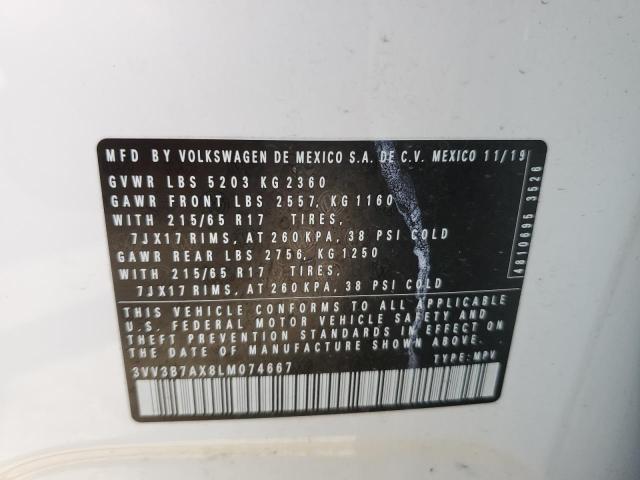 MFD BY VOLKSWAGEN DE MEXICO S.A. DE C.V. MEXICO 11/19
GVWR LBS 5203 KG 2360
GAWR FRONT LBS 2557, KG 1160
WITH 215/65 R17 TIRES,
7JX17 RIMS, AT 260 KPA, 38 PSI COLD
GAWR REAR LBS 2756, KG 1250
WITH 215/65 R17 TIRES,
7JX17 RIMS, AT 260 KPA, 38 PSI COLD
THIS VEHICLE CONFORMS TO ALL APPLICABLE
U.S. FEDERAL MOTOR VEHICLE SAFETY AND
THEFT PREVENTION STANDARDS IN EFFECT ON
THE DATE OF MANUFACTURE SHOWN ABOVE.
3VV3B7AX8LM074667 TYPE: MPV
4810695 3526